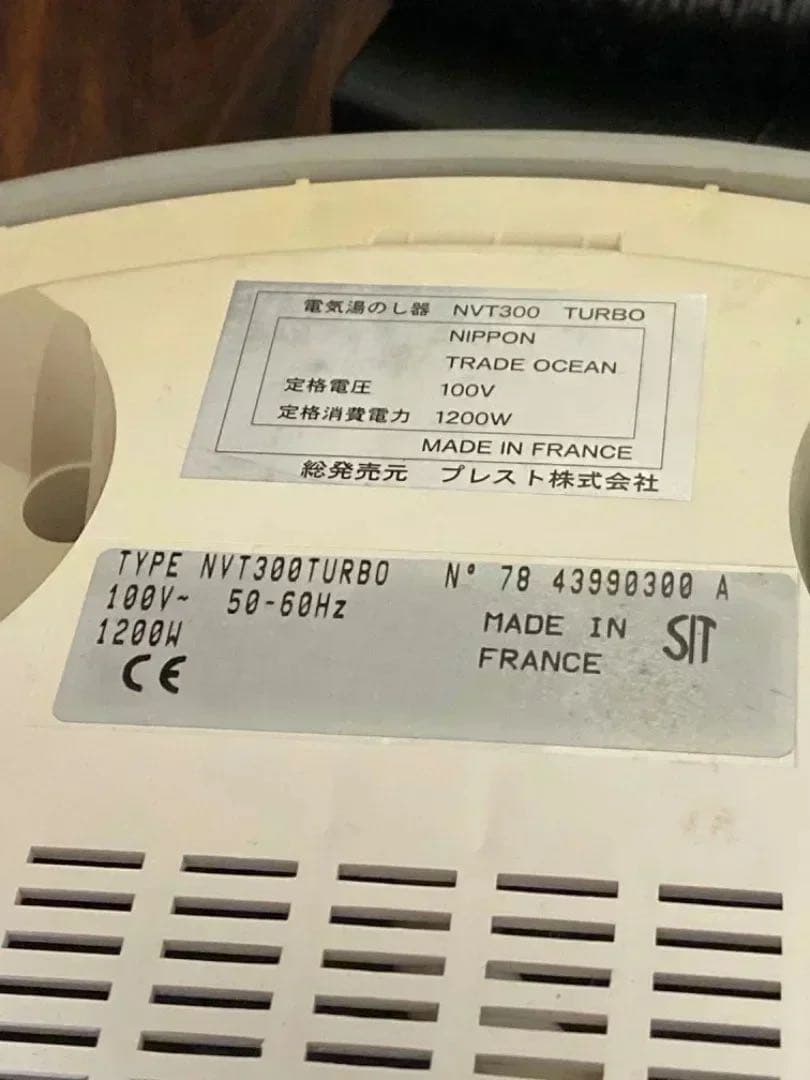 電気湯のし器 NVT300 TURBO
NIPPON
TRADE OCEAN
定格電圧 100V
定格消費電力 1200W
MADE IN FRANCE
総発売元 プレスト株式会社
TYPE NVT300TURBO N° 78 43990300 A
100V~ 50-60Hz
1200W
MADE IN
FRANCE
SIT
CE